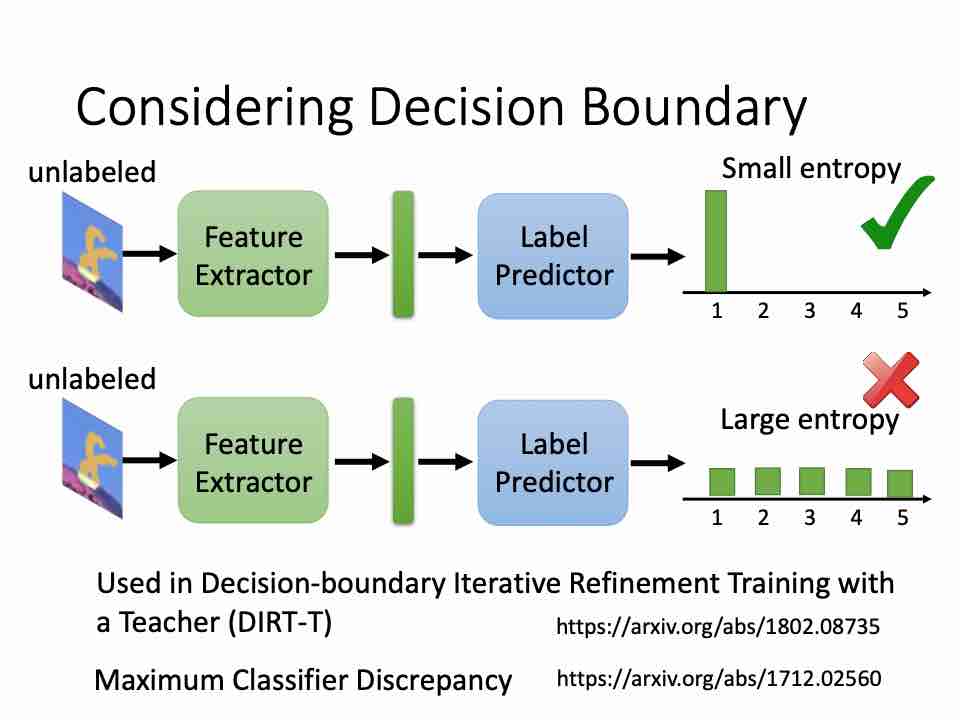 Considering Decision Boundary
unlabeled
Feature
Extractor
Label
Predictor
Small entropy
1 2 3 4 5
unlabeled
Feature
Extractor
Label
Predictor
Large entropy
1 2 3 4 5
Used in Decision-boundary Iterative Refinement Training with
a Teacher (DIRT-T) https://arxiv.org/abs/1802.08735
Maximum Classifier Discrepancy https://arxiv.org/abs/1712.02560